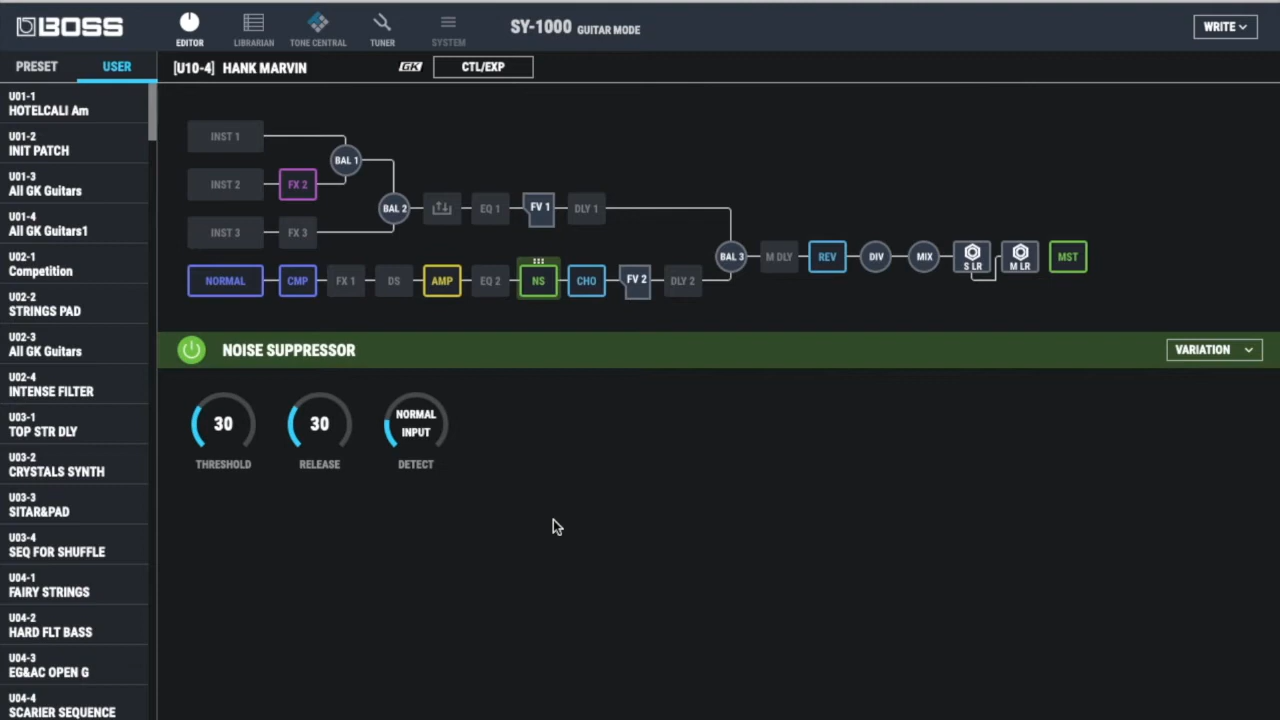 BOSS
EDITOR
LIBRARIAN
TONE CENTRAL
TUNER
SYSTEM
SY-1000 GUITAR MODE
WRITE
PRESET
USER
[U10-4] HANK MARVIN
GK
CTL/EXP
U01-1
HOTELCALI Am
U01-2
INIT PATCH
U01-3
All GK Guitars
U01-4
All GK Guitars1
U02-1
Competition
U02-2
STRINGS PAD
U02-3
All GK Guitars
U02-4
INTENSE FILTER
U03-1
TOP STR DLY
U03-2
CRYSTALS SYNTH
U03-3
SITAR&PAD
U03-4
SEQ FOR SHUFFLE
U04-1
FAIRY STRINGS
U04-2
HARD FLT BASS
U04-3
EG&AC OPEN G
U04-4
SCARIER SEQUENCE
INST 1
BAL 1
INST 2
FX 2
BAL 2
EQ 1
FV 1
DLY 1
INST 3
FX 3
BAL 3
M DLY
REV
DIV
MIX
S LR
M LR
MST
NORMAL
CMP
FX 1
DS
AMP
EQ 2
NS
CHO
FV 2
DLY 2
NOISE SUPPRESSOR
VARIATION
30
THRESHOLD
30
RELEASE
NORMAL
INPUT
DETECT